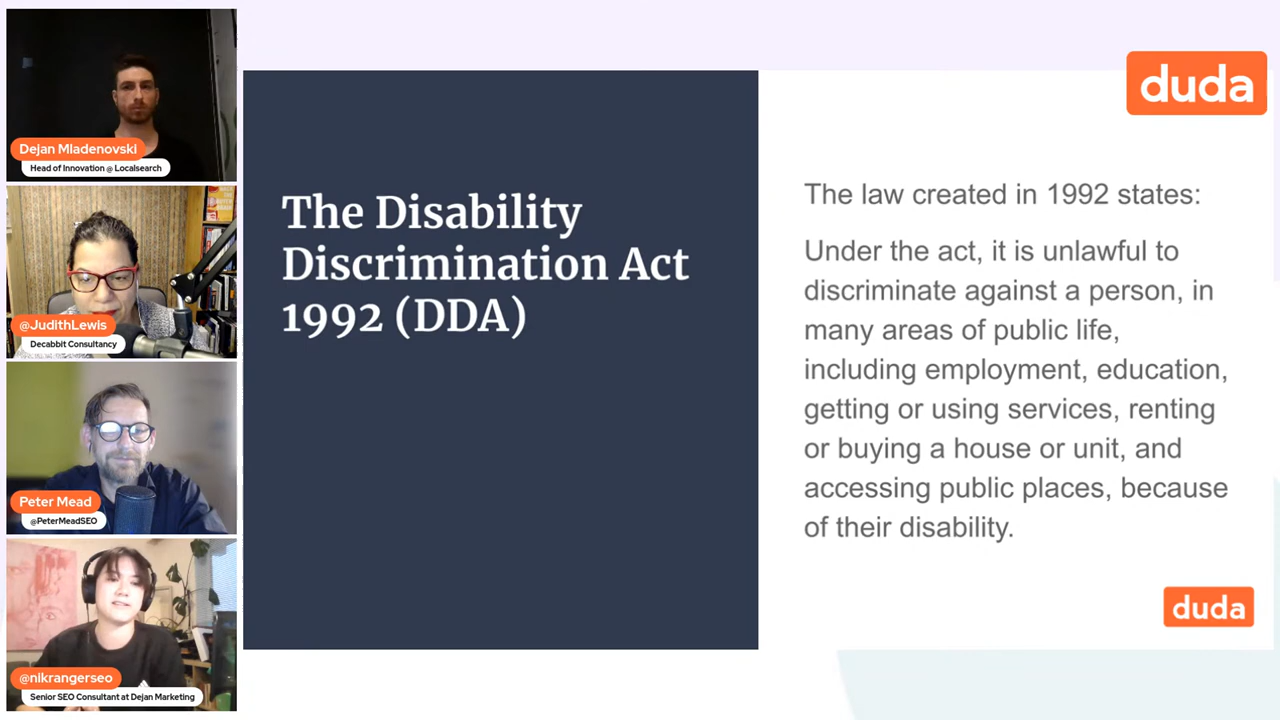 Dejan Mladenovski
Head of Innovation @ Localsearch
@JudithLewis
Decabbit Consultancy
Peter Mead
@PeterMeadSEO
@nikrangerseo
Senior SEO Consultant at Dejan Marketing
The Disability
Discrimination Act
1992 (DDA)
duda
The law created in 1992 states:
Under the act, it is unlawful to
discriminate against a person, in
many areas of public life,
including employment, education,
getting or using services, renting
or buying a house or unit, and
accessing public places, because
of their disability.
duda